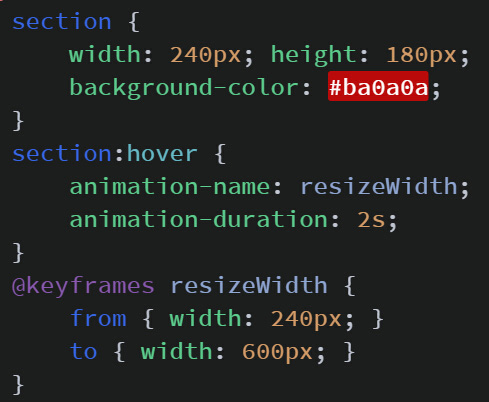 section {
    width: 240px; height: 180px;
    background-color: #ba0a0a;
}
section:hover {
    animation-name: resizeWidth;
    animation-duration: 2s;
}
@keyframes resizeWidth {
    from { width: 240px; }
    to { width: 600px; }
}